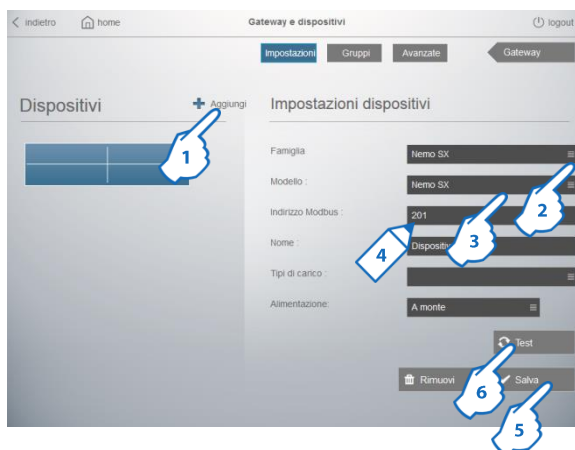 indietro home Gateway e dispositivi logout
Impostazioni Gruppi Avanzate Gateway
Dispositivi Aggiungi
Impostazioni dispositivi
1
Famiglia Nemo SX
2
Modello : Nemo SX
Indirizzo Modbus : 201
3
4
Nome :
Tipi di carico :
Alimentazione: A monte
Test
Rimuovi Salva
6
5